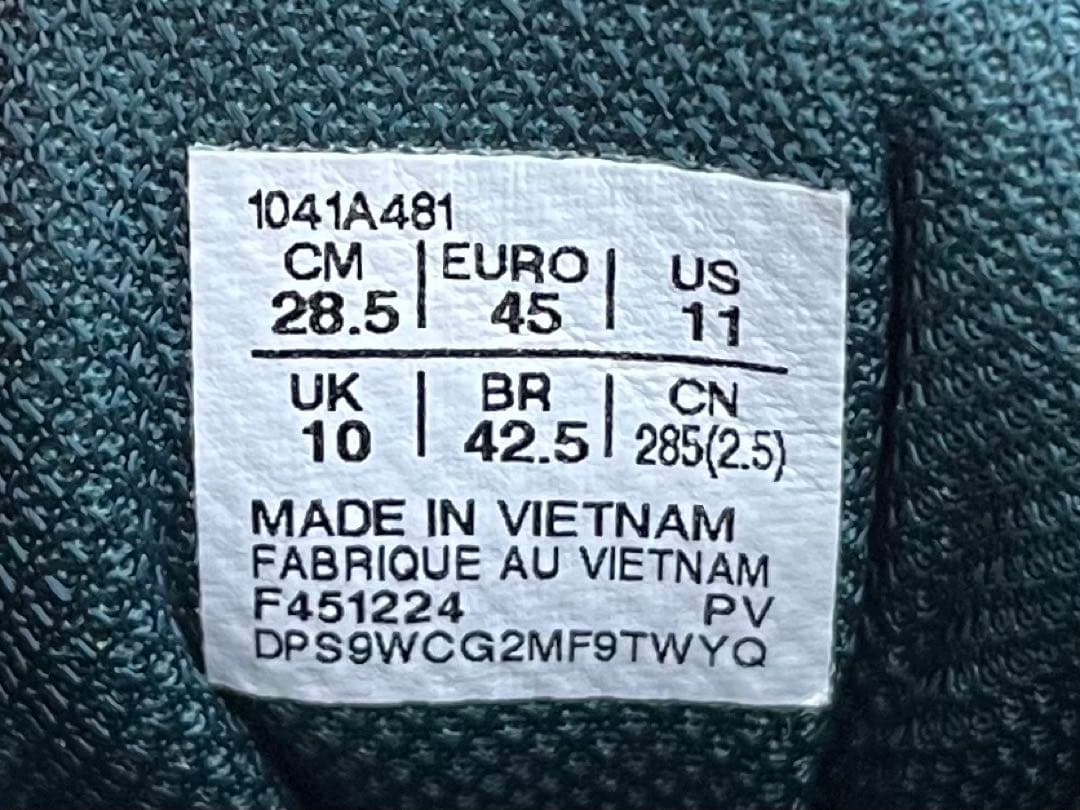 1041A481
CM | EURO | US
28.5 | 45 | 11
UK | BR | CN
10 | 42.5 | 285(2.5)
MADE IN VIETNAM
FABRIQUE AU VIETNAM
F451224 PV
DPS9WCG2MF9TWYQ